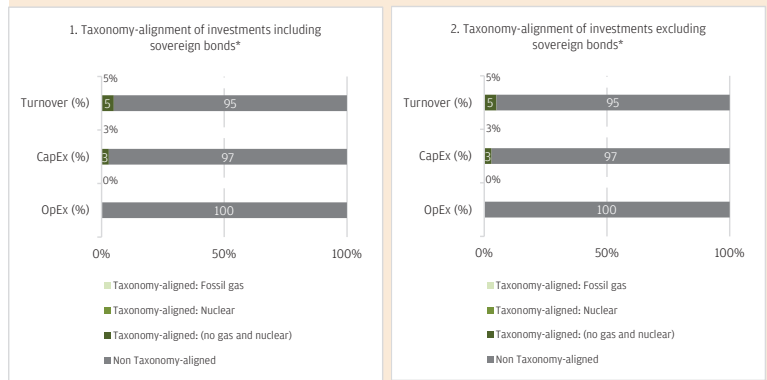 1. Taxonomy-alignment of investments including
sovereign bonds*
5%
Turnover (%)
5
95
3%
CapEx (%)
3
97
0%
OpEx (%)
100
0%
50%
100%
Taxonomy-aligned: Fossil gas
Taxonomy-aligned: Nuclear
Taxonomy-aligned: (no gas and nuclear)
Non Taxonomy-aligned
2. Taxonomy-alignment of investments excluding
sovereign bonds*
5%
Turnover (%)
5
95
3%
CapEx (%)
3
97
0%
OpEx (%)
100
0%
50%
100%
Taxonomy-aligned: Fossil gas
Taxonomy-aligned: Nuclear
Taxonomy-aligned: (no gas and nuclear)
Non Taxonomy-aligned